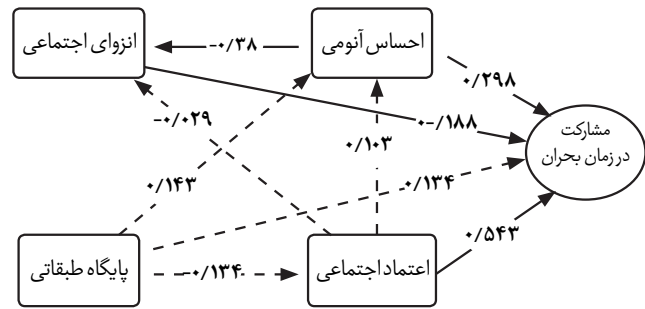 انزوای اجتماعی
-۰/۳۸
احساس آنومی
۰/۲۹۸
-۰/۰۲۹
۰-/۱۸۸
۰/۱۰۳
مشارکت
در زمان بحران
۰/۱۴۳
۰/۱۳۴
۰/۵۴۳
پایگاه طبقاتی
-۰/۱۳۴
اعتماد اجتماعی